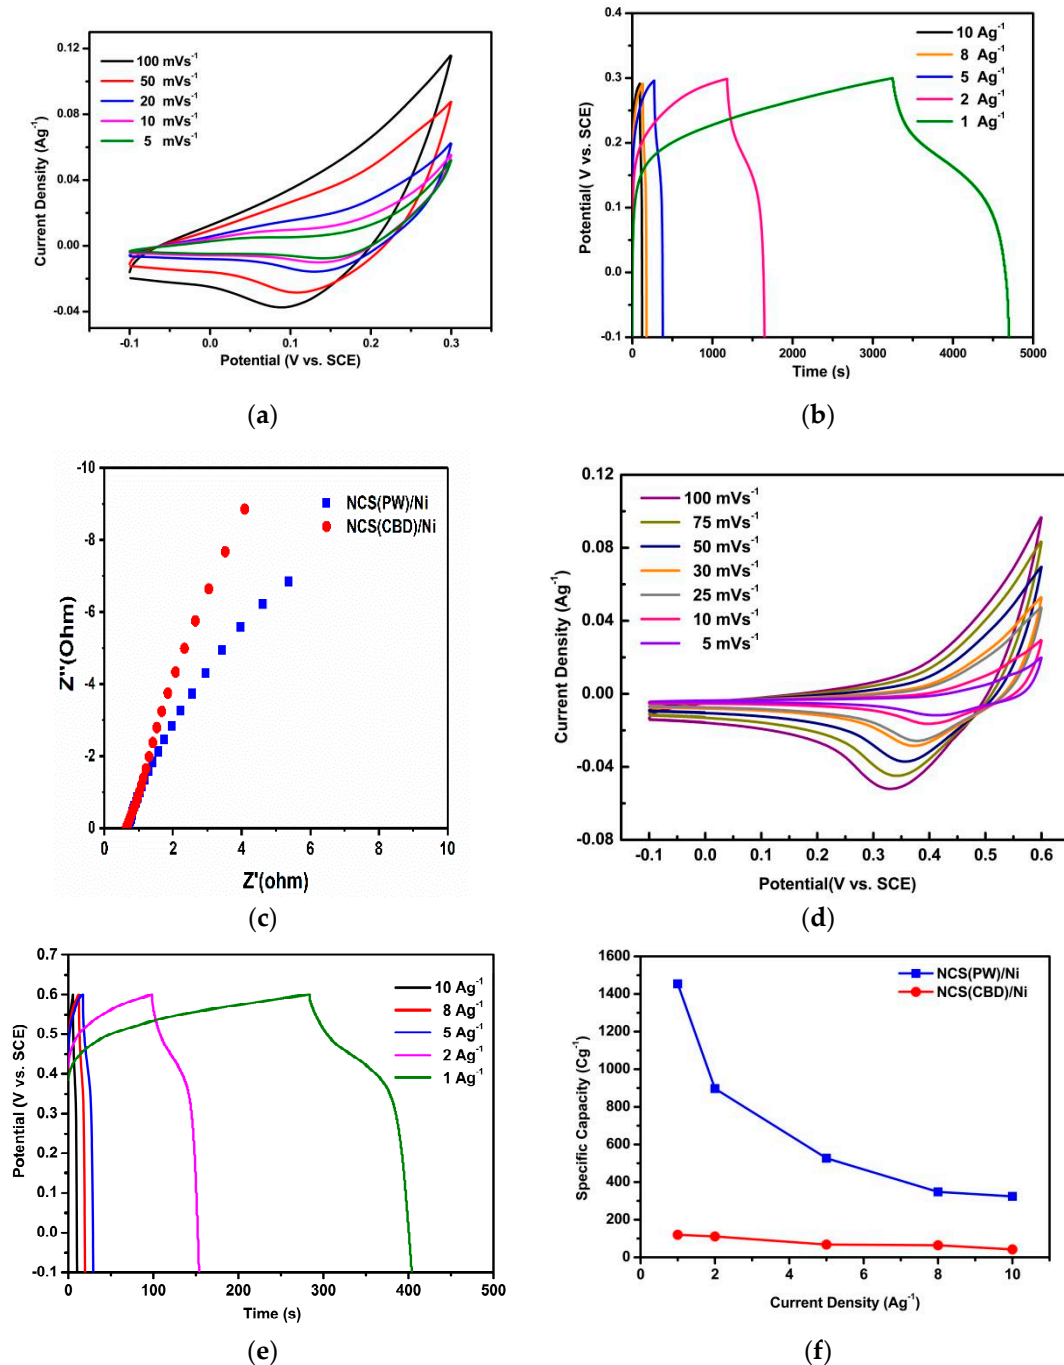 0.12
0.08
0.04
0.00
-0.04
-0.1
0.0
0.1
0.2
0.3
Current Density (Ag⁻¹)
Potential (V vs. SCE)
100 mVs⁻¹
50 mVs⁻¹
20 mVs⁻¹
10 mVs⁻¹
5 mVs⁻¹
(a)
0.4
0.3
0.2
0.1
0.0
-0.1
0
1000
2000
3000
4000
5000
Potential( V vs. SCE)
Time (s)
10 Ag⁻¹
8 Ag⁻¹
5 Ag⁻¹
2 Ag⁻¹
1 Ag⁻¹
(b)
-10
-8
-6
-4
-2
0
0
2
4
6
8
10
Z''(Ohm)
Z'(ohm)
NCS(PW)/Ni
NCS(CBD)/Ni
(c)
0.12
0.08
0.04
0.00
-0.04
-0.08
-0.1
0.0
0.1
0.2
0.3
0.4
0.5
0.6
Current Density (Ag⁻¹)
Potential(V vs. SCE)
100 mVs⁻¹
75 mVs⁻¹
50 mVs⁻¹
30 mVs⁻¹
25 mVs⁻¹
10 mVs⁻¹
5 mVs⁻¹
(d)
0.7
0.6
0.5
0.4
0.3
0.2
0.1
0.0
-0.1
0
100
200
300
400
500
Potential (V vs. SCE)
Time (s)
10 Ag⁻¹
8 Ag⁻¹
5 Ag⁻¹
2 Ag⁻¹
1 Ag⁻¹
(e)
1600
1400
1200
1000
800
600
400
200
0
0
2
4
6
8
10
Specific Capacity (Cg⁻¹)
Current Density (Ag⁻¹)
NCS(PW)/Ni
NCS(CBD)/Ni
(f)